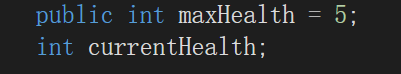 public int maxHealth = 5;
int currentHealth;